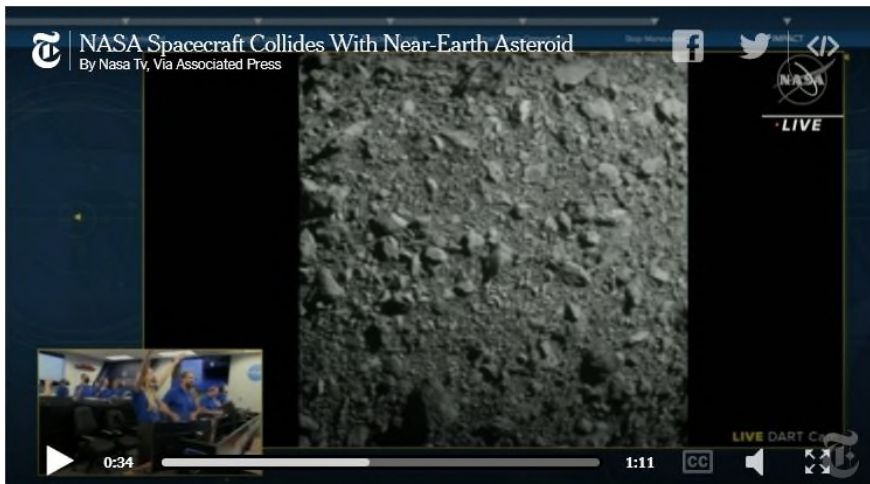 NASA Spacecraft Collides With Near-Earth Asteroid
By Nasa Tv, Via Associated Press
IMPACT
NASA
LIVE
LIVE DART
0:34
1:11
CC